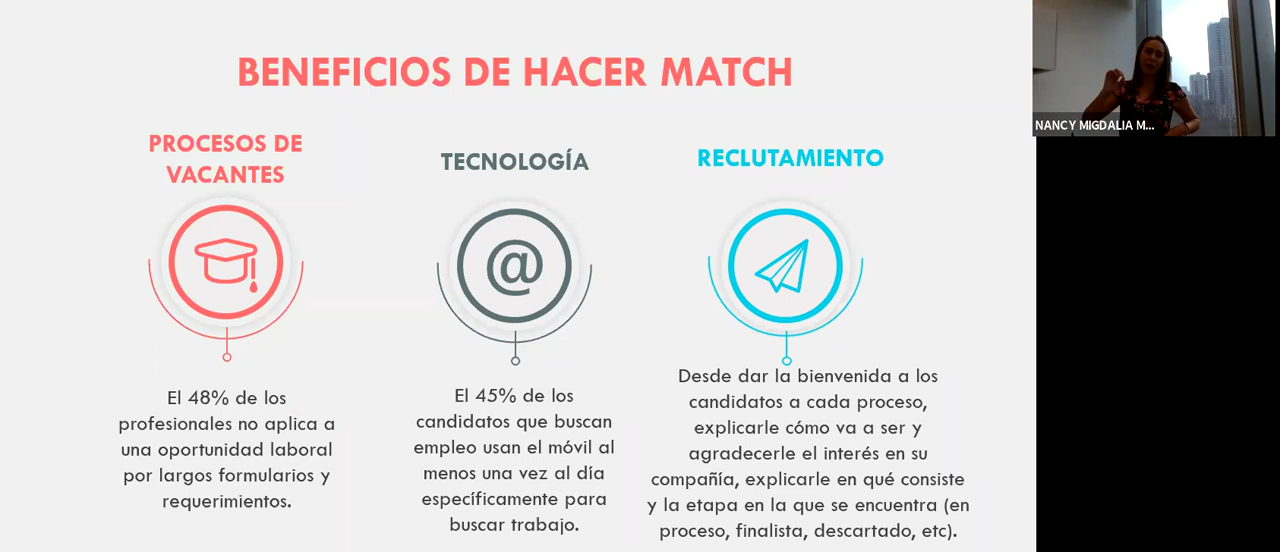 BENEFICIOS DE HACER MATCH
PROCESOS DE
VACANTES
El 48% de los
profesionales no aplica a
una oportunidad laboral
por largos formularios y
requerimientos.
TECNOLOGÍA
@
El 45% de los
candidatos que buscan
empleo usan el móvil al
menos una vez al día
específicamente para
buscar trabajo.
RECLUTAMIENTO
Desde dar la bienvenida a los
candidatos a cada proceso,
explicarle cómo va a ser y
agradecerle el interés en su
compañía, explicarle en qué consiste
y la etapa en la que se encuentra (en
proceso, finalista, descartado, etc).
NANCY MIGDALIA M...